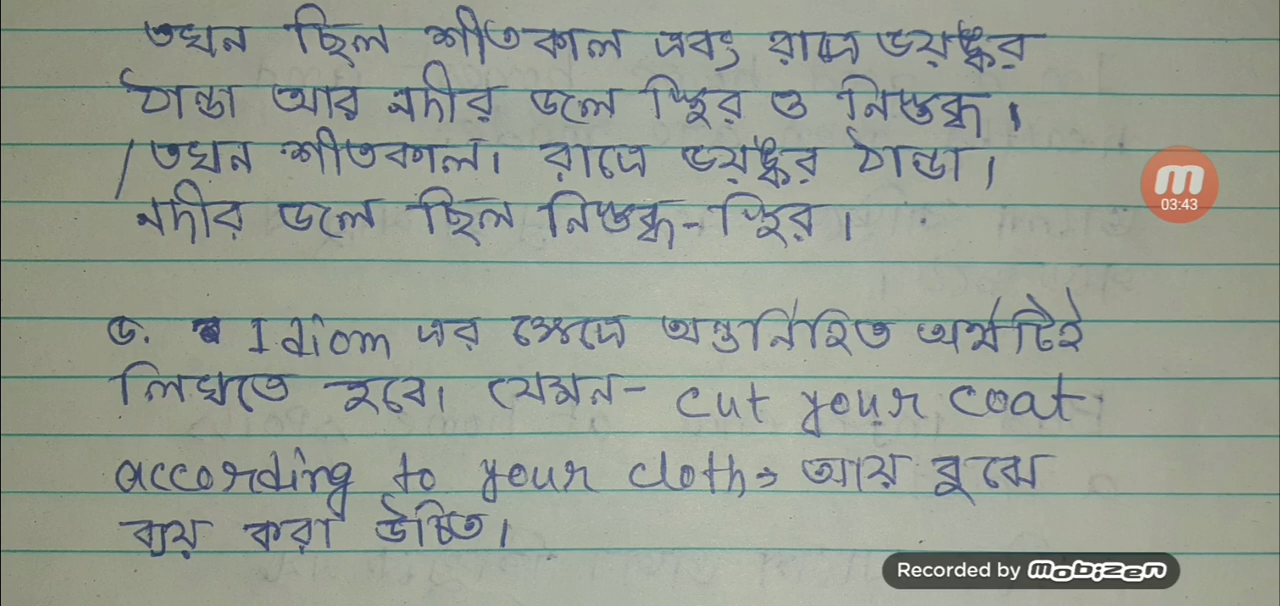 তখন ছিল শীতকাল এবং রাত্রে ভয়ঙ্কর
ঠান্ডা আর নদীর জলে স্থির ও নিস্তব্ধ।
/তখন শীতকাল। রাত্রে ভয়ঙ্কর ঠান্ডা।
নদীর জলে ছিল নিস্তব্ধ-স্থির।
ড. Idiom এর ক্ষেত্রে অন্তর্নিহিত অর্থটিই
লিখতে হবে। যেমন- cut your coat
according to your cloth⇒ আয় বুঝে
ব্যয় করা উচিত।
m
03:43
Recorded by mobizen